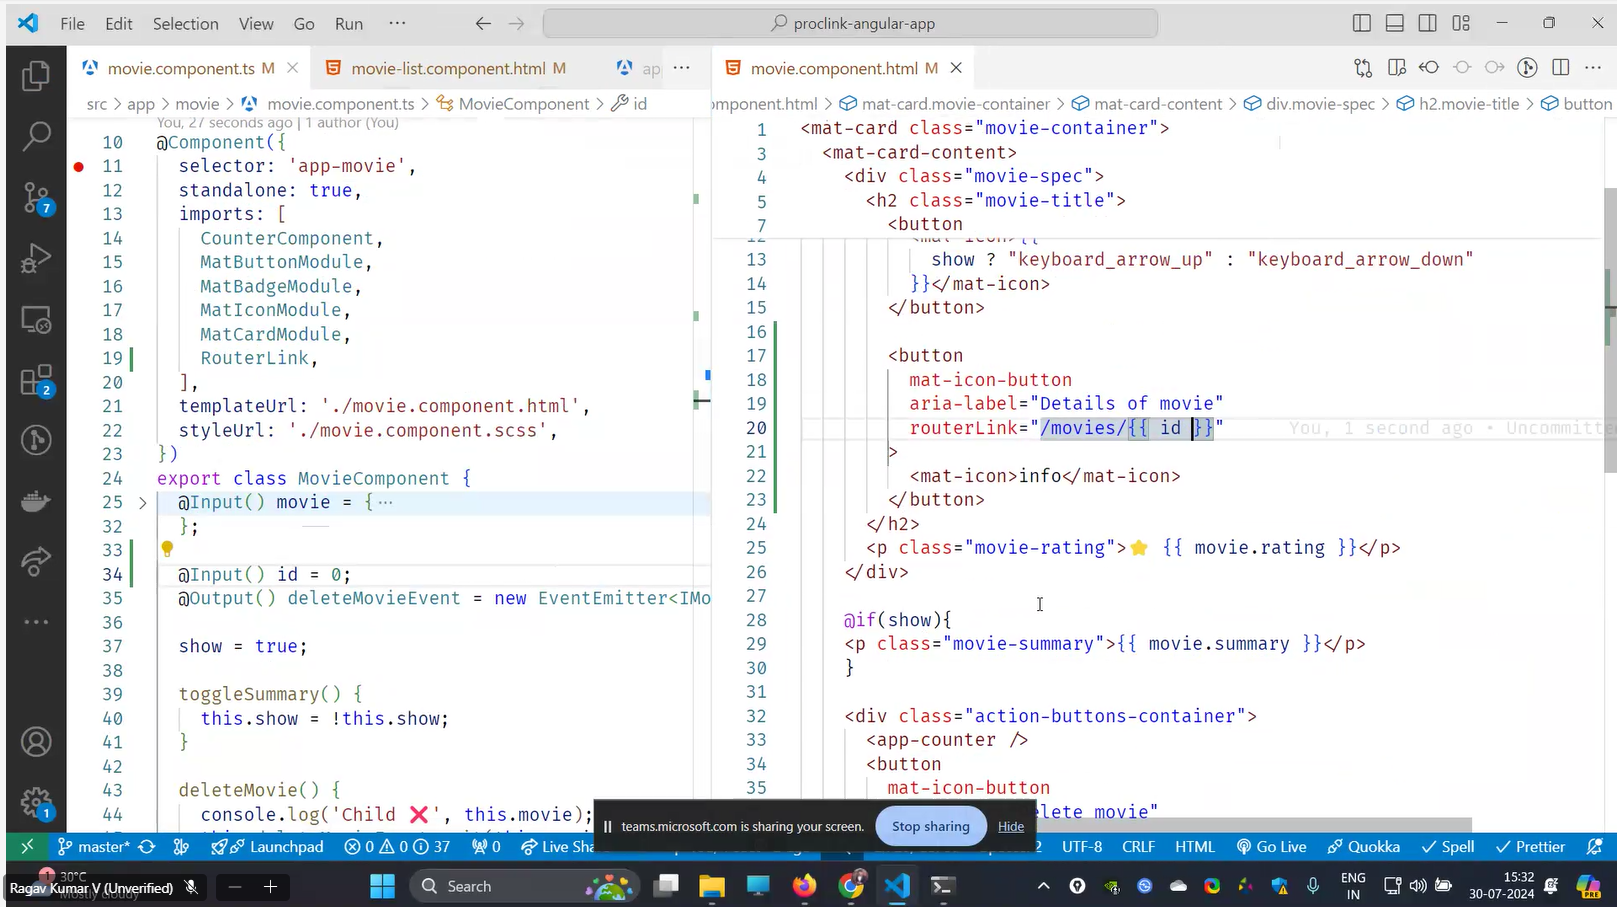 File Edit Selection View Go Run ··· proclink-angular-app
movie.component.ts M movie-list.component.html M ap ···
src > app > movie > movie.component.ts > MovieComponent > id
You, 27 seconds ago | 1 author (You)
10 @Component({
11 selector: 'app-movie',
12 standalone: true,
13 imports: [
14 CounterComponent,
15 MatButtonModule,
16 MatBadgeModule,
17 MatIconModule,
18 MatCardModule,
19 RouterLink,
20 ],
21 templateUrl: './movie.component.html',
22 styleUrl: './movie.component.scss',
23 })
24 export class MovieComponent {
25 @Input() movie = { ···
32 };
33
34 @Input() id = 0;
35 @Output() deleteMovieEvent = new EventEmitter<IMo
36
37 show = true;
38
39 toggleSummary() {
40 this.show = !this.show;
41 }
42
43 deleteMovie() {
44 console.log('Child ❌', this.movie);
movie.component.html M
omponent.html > mat-card.movie-container > mat-card-content > div.movie-spec > h2.movie-title > button
1 <mat-card class="movie-container">
3 <mat-card-content>
4 <div class="movie-spec">
5 <h2 class="movie-title">
7 <button
12 <mat-icon>{{
13 show ? "keyboard_arrow_up" : "keyboard_arrow_down"
14 }}</mat-icon>
15 </button>
16
17 <button
18 mat-icon-button
19 aria-label="Details of movie"
20 routerLink="/movies/{{ id }}" You, 1 second ago • Uncommitte
21 >
22 <mat-icon>info</mat-icon>
23 </button>
24 </h2>
25 <p class="movie-rating">⭐ {{ movie.rating }}</p>
26 </div>
27
28 @if(show){
29 <p class="movie-summary">{{ movie.summary }}</p>
30 }
31
32 <div class="action-buttons-container">
33 <app-counter />
34 <button
35 mat-icon-button
elete movie"
teams.microsoft.com is sharing your screen. Stop sharing Hide
master* Launchpad 0 0 37 0 Live Sha UTF-8 CRLF HTML Go Live Quokka Spell Prettier
7
2
1
Ragav Kumar V (Unverified)
1 30°C
Mostly cloudy
Search
ENG
IN
15:32
30-07-2024
PRE